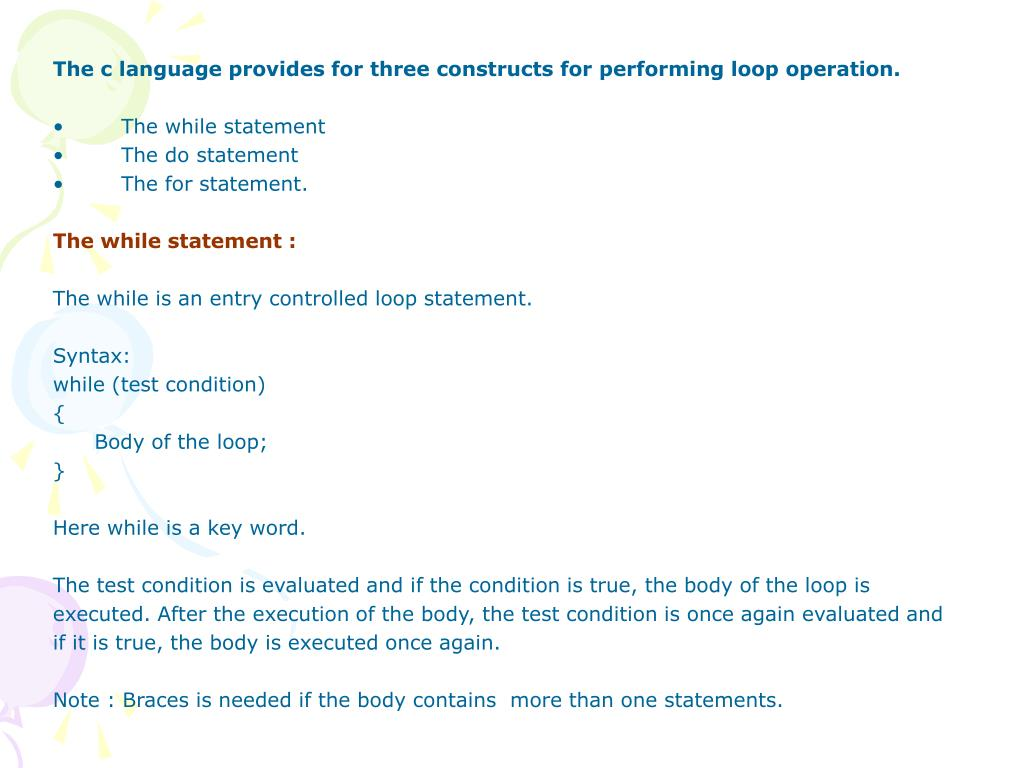 The c language provides for three constructs for performing loop operation.
• The while statement
• The do statement
• The for statement.
The while statement :
The while is an entry controlled loop statement.
Syntax:
while (test condition)
{
Body of the loop;
}
Here while is a key word.
The test condition is evaluated and if the condition is true, the body of the loop is
executed. After the execution of the body, the test condition is once again evaluated and
if it is true, the body is executed once again.
Note : Braces is needed if the body contains  more than one statements.